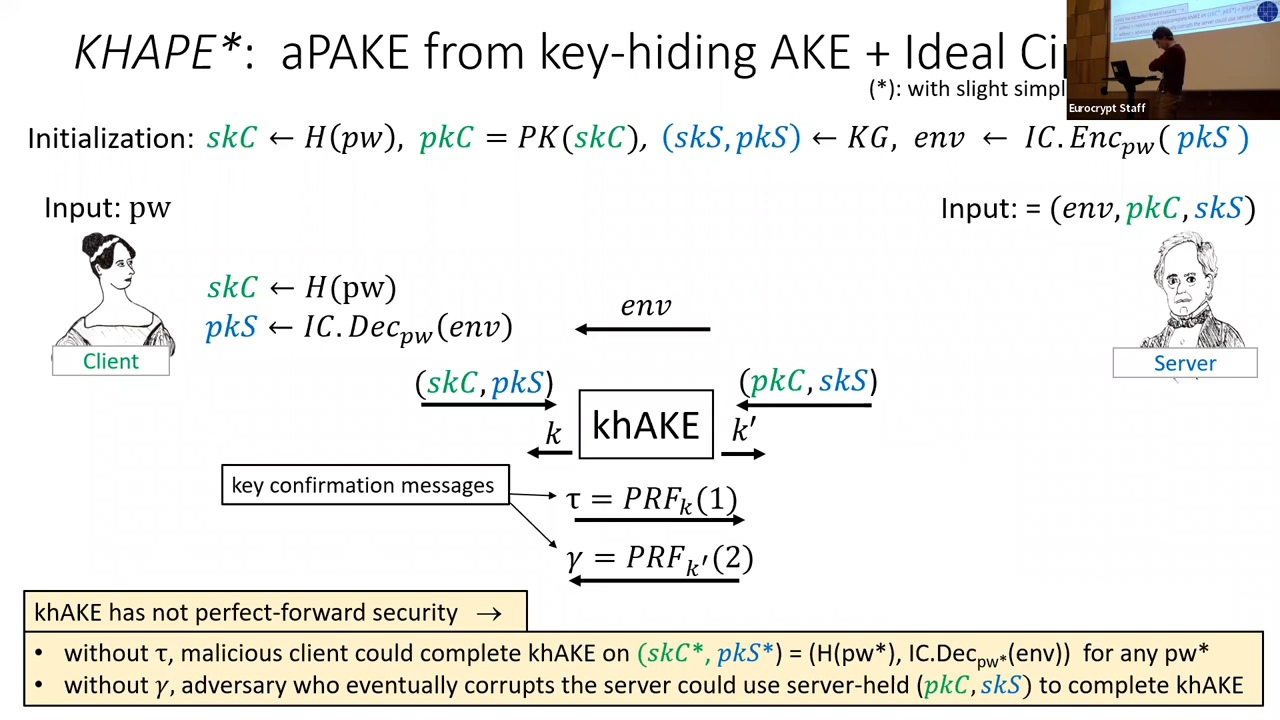 KHAPE*: aPAKE from key-hiding AKE + Ideal Ci
(*): with slight simpl
Eurocrypt Staff
Initialization: skC ← H(pw), pkC = PK(skC), (skS, pkS) ← KG, env ← IC.Enc_pw( pkS )
Input: pw
Input: = (env, pkC, skS)
skC ← H(pw)
pkS ← IC.Dec_pw(env)
env
Client
Server
(skC, pkS)
(pkC, skS)
khAKE
k
k′
key confirmation messages
τ = PRF_k(1)
γ = PRF_k′(2)
khAKE has not perfect-forward security →
• without τ, malicious client could complete khAKE on (skC*, pkS*) = (H(pw*), IC.Dec_pw*(env)) for any pw*
• without γ, adversary who eventually corrupts the server could use server-held (pkC, skS) to complete khAKE